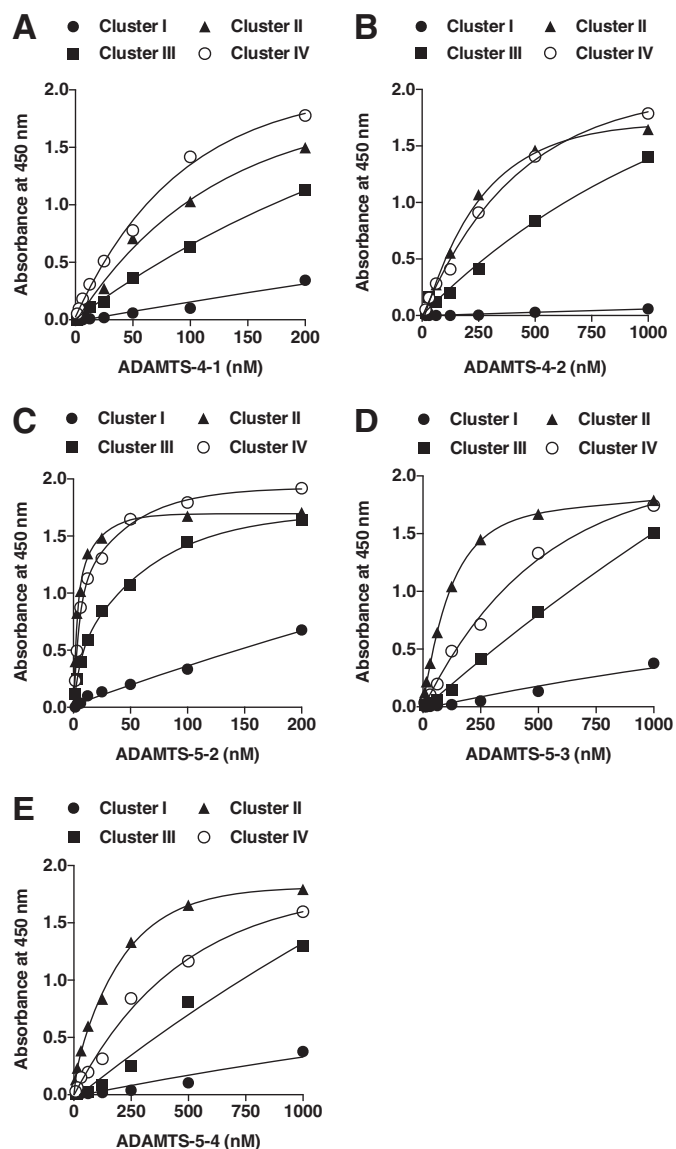 A
Cluster I
Cluster II
Cluster III
Cluster IV
Absorbance at 450 nm
2.0
1.5
1.0
0.5
0.0
0
50
100
150
200
ADAMTS-4-1 (nM)
B
Cluster I
Cluster II
Cluster III
Cluster IV
Absorbance at 450 nm
2.0
1.5
1.0
0.5
0.0
0
250
500
750
1000
ADAMTS-4-2 (nM)
C
Cluster I
Cluster II
Cluster III
Cluster IV
Absorbance at 450 nm
2.0
1.5
1.0
0.5
0.0
0
50
100
150
200
ADAMTS-5-2 (nM)
D
Cluster I
Cluster II
Cluster III
Cluster IV
Absorbance at 450 nm
2.0
1.5
1.0
0.5
0.0
0
250
500
750
1000
ADAMTS-5-3 (nM)
E
Cluster I
Cluster II
Cluster III
Cluster IV
Absorbance at 450 nm
2.0
1.5
1.0
0.5
0.0
0
250
500
750
1000
ADAMTS-5-4 (nM)